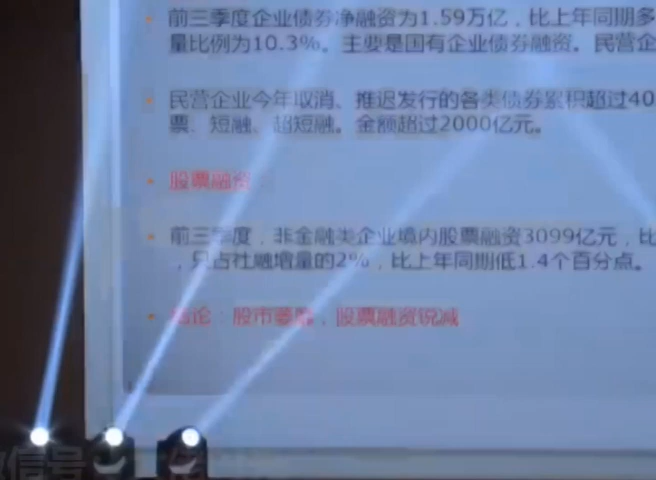 前三季度企业债券净融资为1.59万亿，比上年同期多
量比例为10.3%。主要是国有企业债券融资。民营企
民营企业今年取消、推迟发行的各类债券累积超过40
票、短融、超短融。金额超过2000亿元。
股票融资
前三季度，非金融类企业境内股票融资3099亿元，比
，只占社融增量的2%，比上年同期低1.4个百分点。
结论：股市萎靡，股票融资锐减
信号